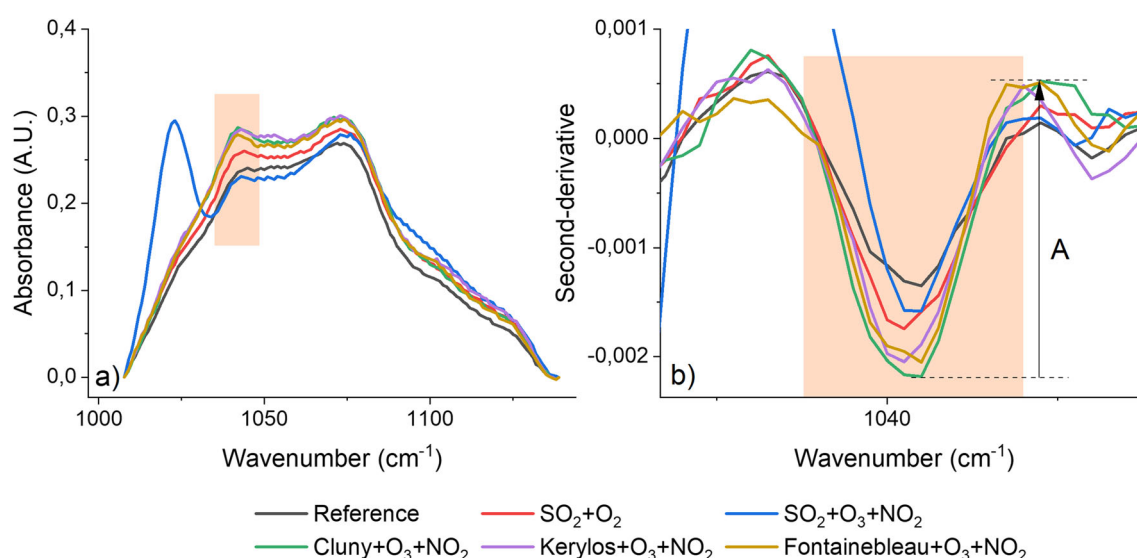 Absorbance (A.U.)
0,4
0,3
0,2
0,1
0,0
a)
1000
1050
1100
Wavenumber (cm⁻¹)
Second-derivative
0,001
0,000
-0,001
-0,002
b)
A
1040
Wavenumber (cm⁻¹)
Reference
SO₂+O₂
SO₂+O₃+NO₂
Cluny+O₃+NO₂
Kerylos+O₃+NO₂
Fontainebleau+O₃+NO₂